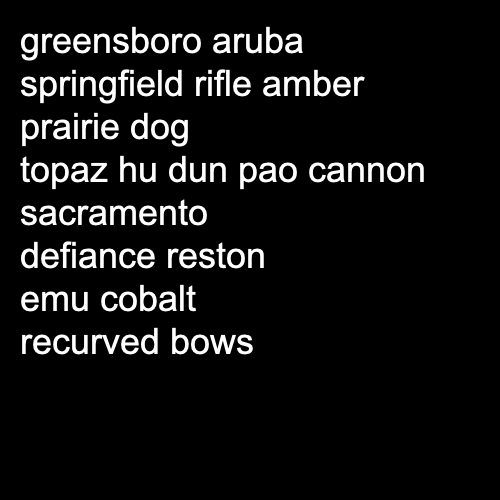 greensboro aruba
springfield rifle amber
prairie dog
topaz hu dun pao cannon
sacramento
defiance reston
emu cobalt
recurved bows